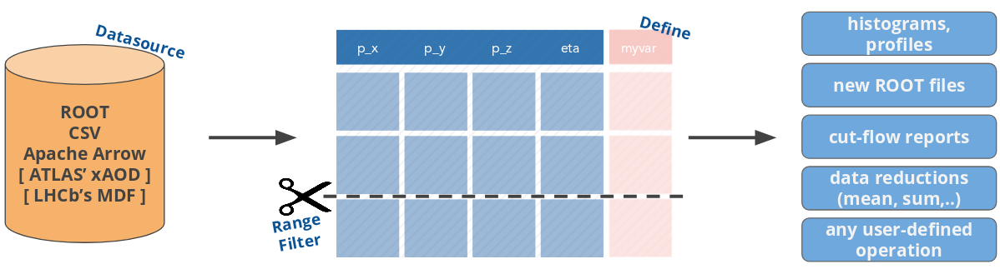 Datasource
ROOT
CSV
Apache Arrow
[ ATLAS’ xAOD ]
[ LHCb’s MDF ]
Define
p_x p_y p_z eta myvar
Range
Filter
histograms,
profiles
new ROOT files
cut-flow reports
data reductions
(mean, sum,..)
any user-defined
operation